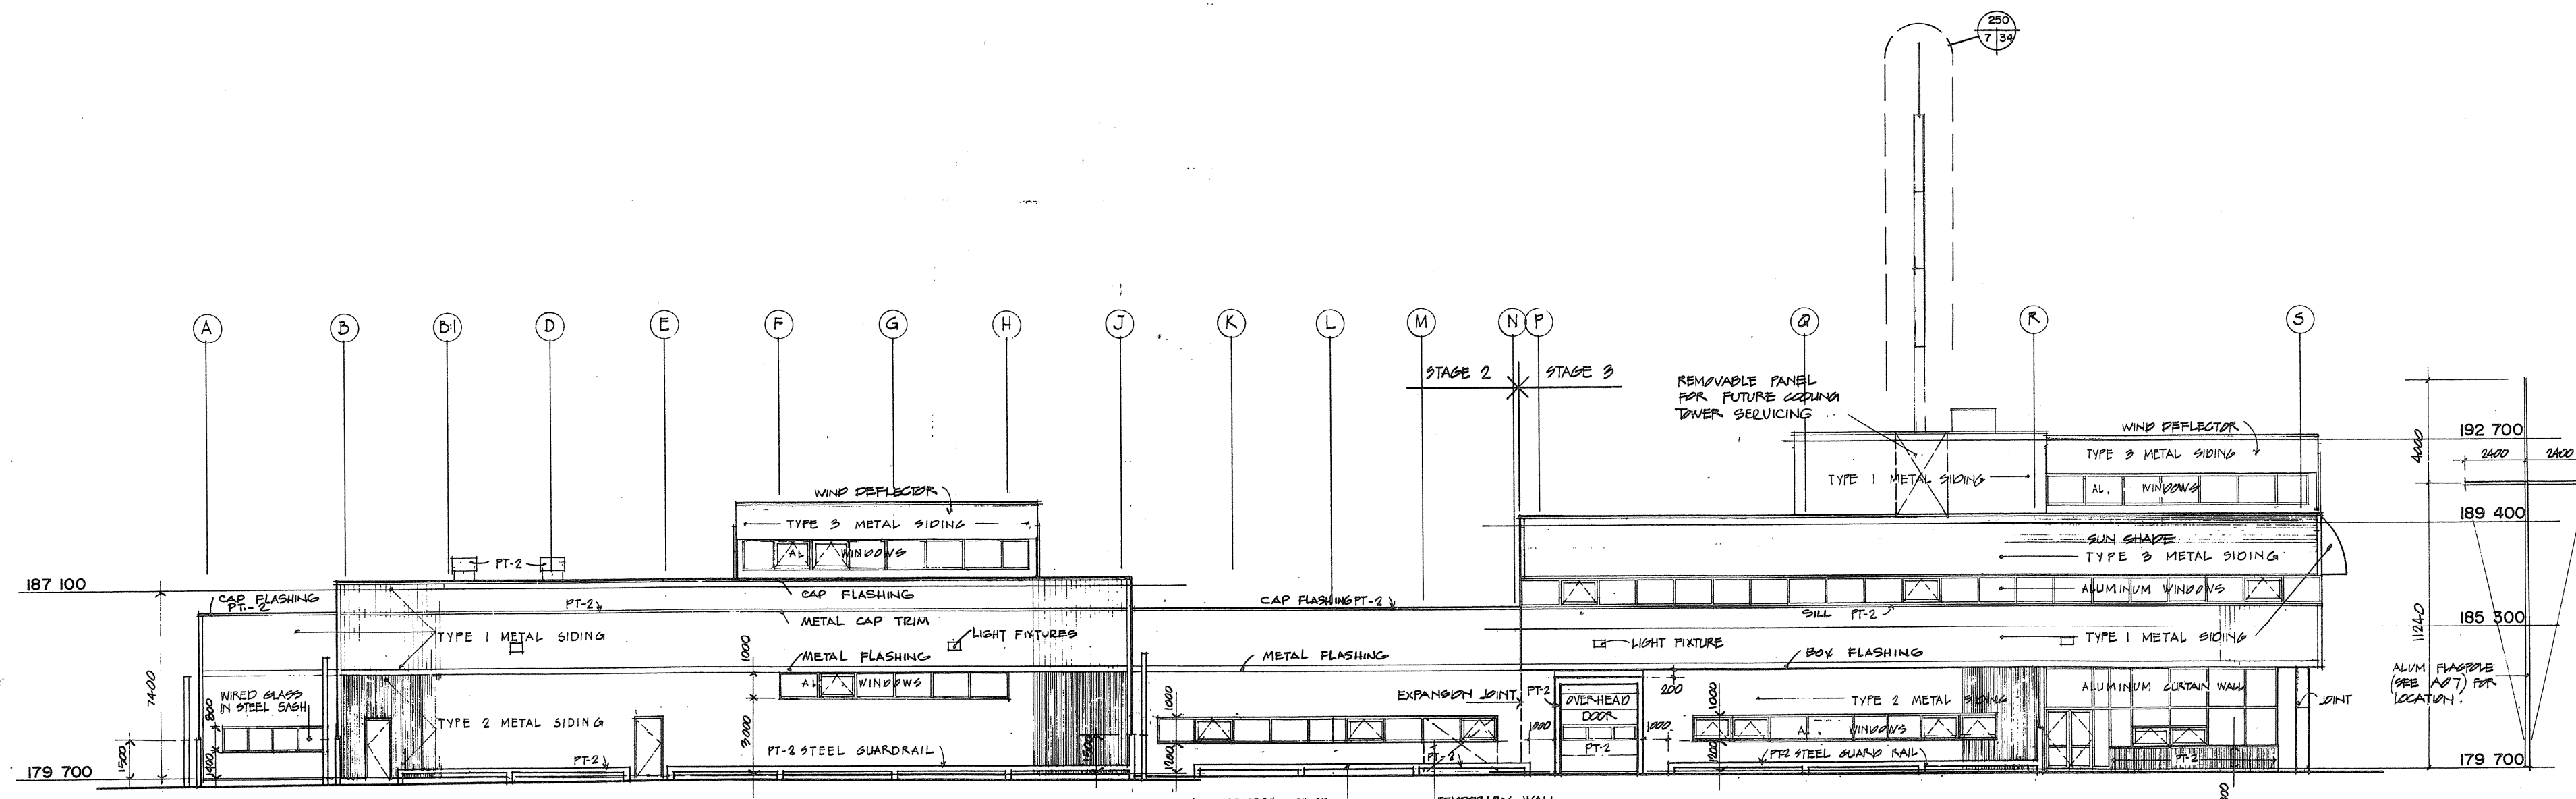 250
7 34
A
B
B:1
D
E
F
G
H
J
K
L
M
N
P
Q
R
S
STAGE 2
STAGE 3
REMOVABLE PANEL
FOR FUTURE COOLING
TOWER SERVICING
WIND DEFLECTOR
TYPE 3 METAL SIDING
TYPE 1 METAL SIDING
AL. WINDOWS
192 700
2400
2400
4000
WIND DEFLECTOR
TYPE 3 METAL SIDING
AL. WINDOWS
189 400
SUN SHADE
TYPE 3 METAL SIDING
PT-2
187 100
CAP FLASHING
PT.-2
PT-2
CAP FLASHING
CAP FLASHING PT-2
ALUMINUM WINDOWS
SILL PT-2
METAL CAP TRIM
185 300
TYPE 1 METAL SIDING
LIGHT FIXTURES
LIGHT FIXTURE
TYPE 1 METAL SIDING
11240
1000
METAL FLASHING
METAL FLASHING
BOX FLASHING
7400
AL WINDOWS
EXPANSION JOINT
PT-2
200
ALUMINUM CURTAIN WALL
ALUM FLAGPOLE
(SEE A07) FOR
LOCATION.
WIRED GLASS
IN STEEL SASH
800
OVERHEAD
DOOR
PT-2
1000
TYPE 2 METAL SIDING
JOINT
TYPE 2 METAL SIDING
3000
1000
1000
1000
AL. WINDOWS
1500
1400
PT-2
PT-2 STEEL GUARDRAIL
1500
1200
PT-2
1200
PT-2 STEEL GUARD RAIL
PT-2
179 700
179 700